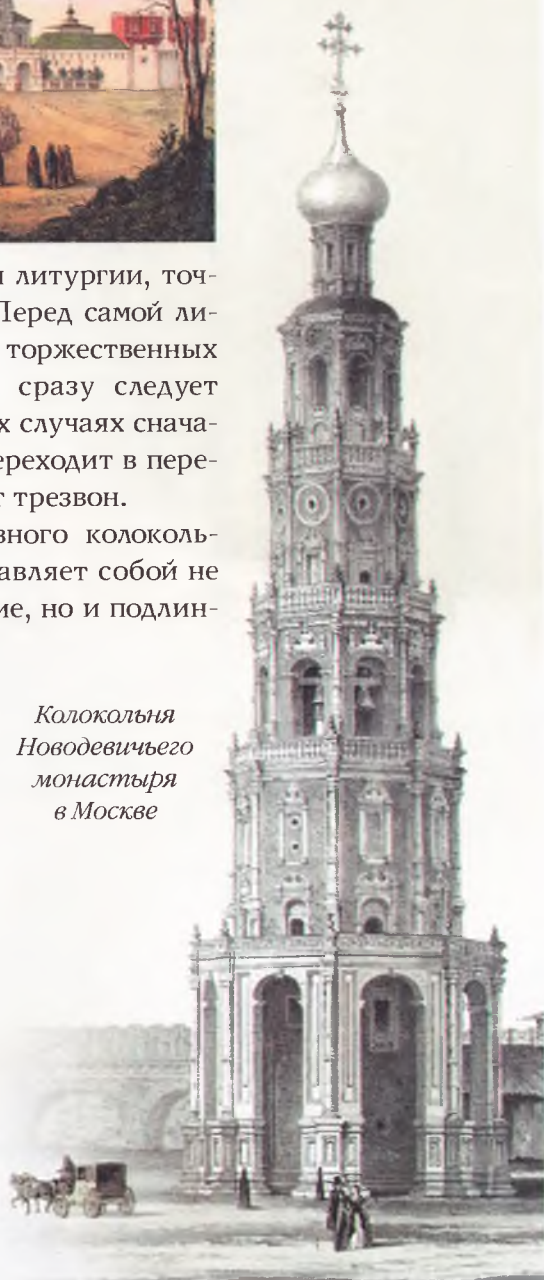 и литургии, точ-
Перед самой ли-
торжественных
сразу следует
х случаях снача-
ереходит в пере-
т трезвон.
зного колоколь-
авляет собой не
ие, но и подлин-
Колокольня
Новодевичьего
монастыря
в Москве